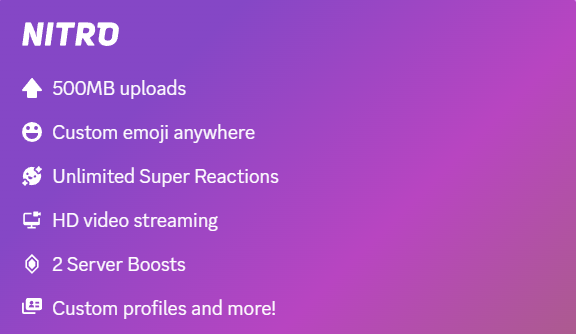 NITRO
500MB uploads
Custom emoji anywhere
Unlimited Super Reactions
HD video streaming
2 Server Boosts
Custom profiles and more!